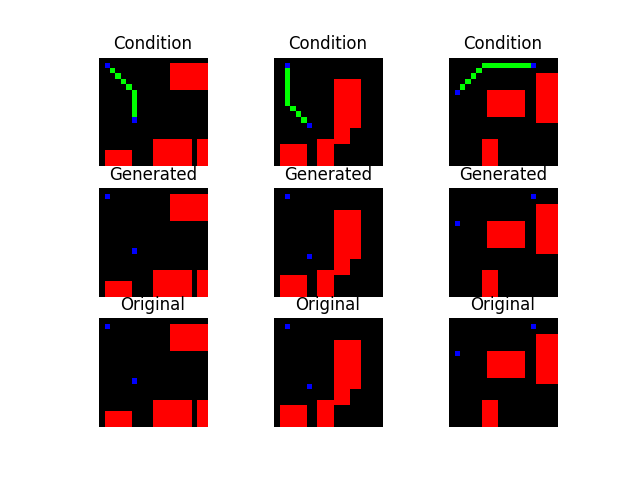 Condition Condition Condition
Generated Generated Generated
Original Original Original